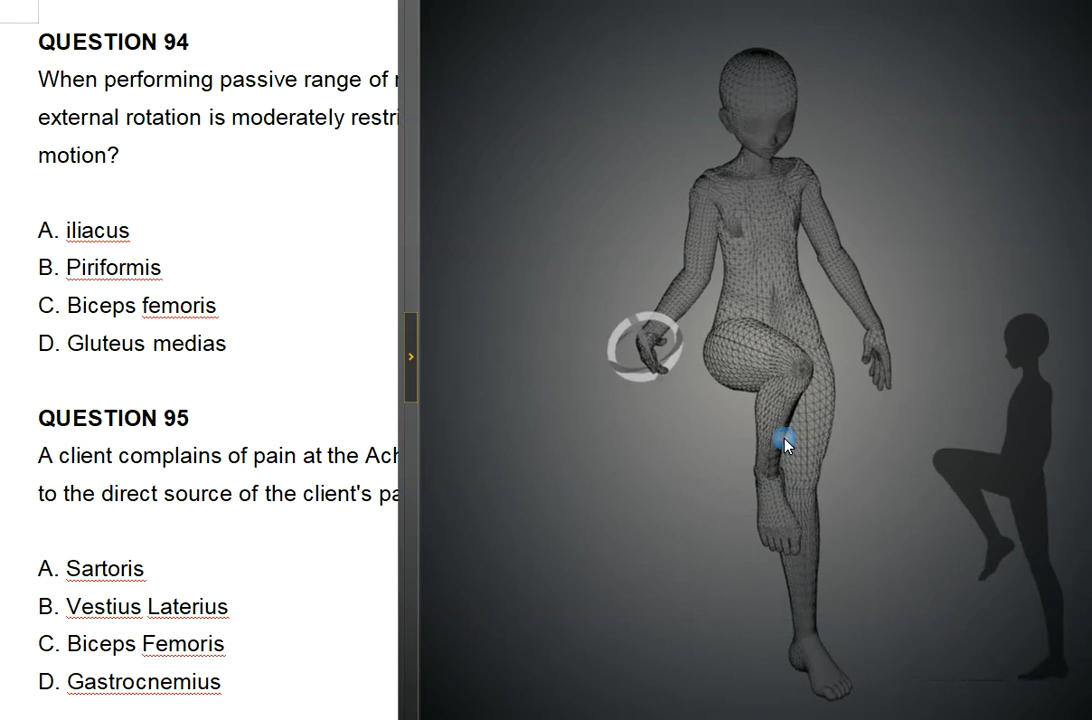 QUESTION 94
When performing passive range of
external rotation is moderately restri
motion?
A. iliacus
B. Piriformis
C. Biceps femoris
D. Gluteus medias
QUESTION 95
A client complains of pain at the Ach
to the direct source of the client's pa
A. Sartoris
B. Vestius Laterius
C. Biceps Femoris
D. Gastrocnemius